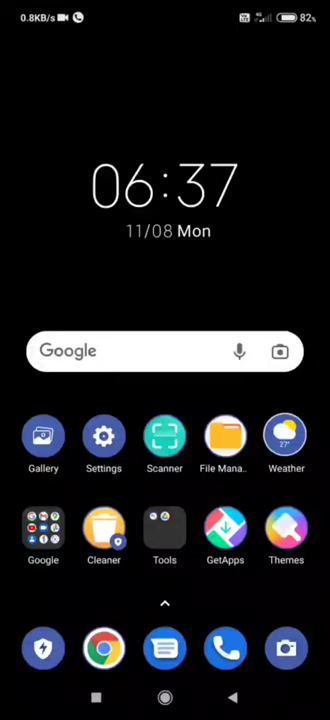 0.8KB/s 82%
06:37
11/08 Mon
Google
27°
Gallery Settings Scanner File Mana.. Weather
Google Cleaner Tools GetApps Themes